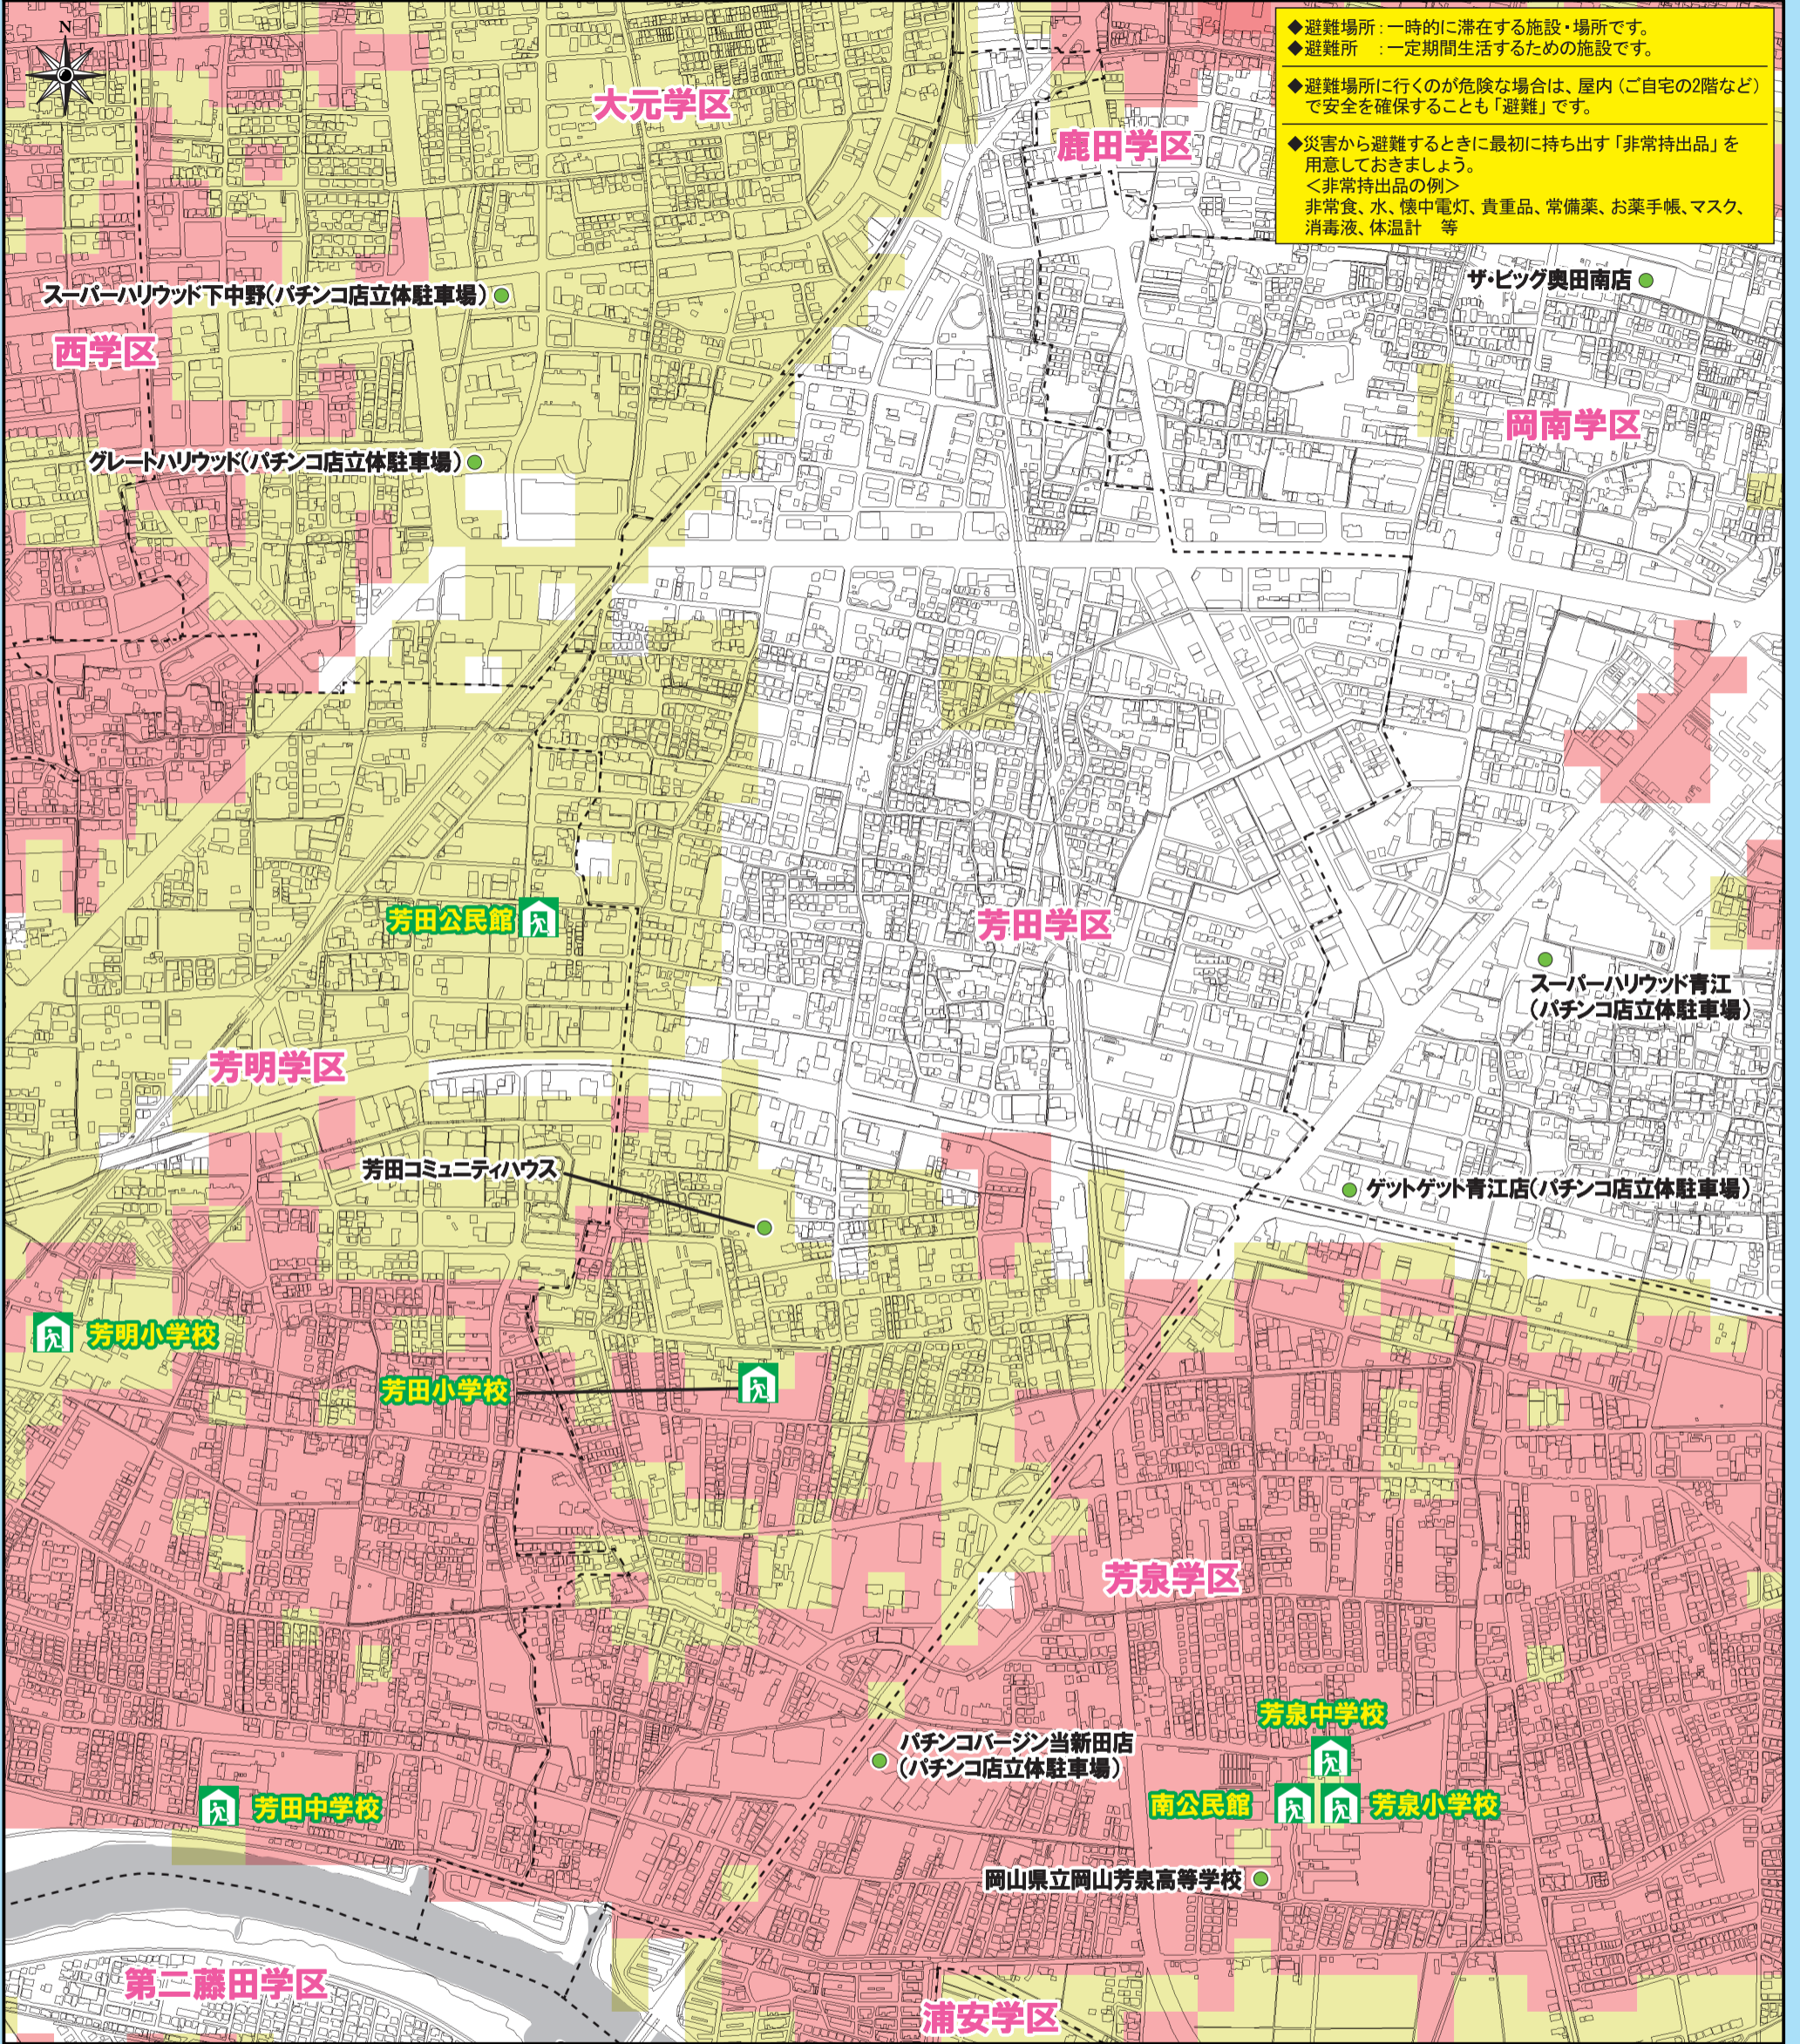 N
◆避難場所：一時的に滞在する施設・場所です。
◆避難所　：一定期間生活するための施設です。
◆避難場所に行くのが危険な場合は、屋内（ご自宅の2階など）
で安全を確保することも「避難」です。
◆災害から避難するときに最初に持ち出す「非常持出品」を
用意しておきましょう。
＜非常持出品の例＞
非常食、水、懐中電灯、貴重品、常備薬、お薬手帳、マスク、
消毒液、体温計　等
大元学区
鹿田学区
ザ・ビッグ奥田南店
スーパーハリウッド下中野（パチンコ店立体駐車場）
西学区
岡南学区
グレートハリウッド（パチンコ店立体駐車場）
芳田公民館
芳田学区
スーパーハリウッド青江
（パチンコ店立体駐車場）
芳明学区
芳田コミュニティハウス
ゲットゲット青江店（パチンコ店立体駐車場）
芳明小学校
芳田小学校
芳泉学区
芳泉中学校
パチンコバージン当新田店
（パチンコ店立体駐車場）
芳田中学校
南公民館
芳泉小学校
岡山県立岡山芳泉高等学校
第二藤田学区
浦安学区